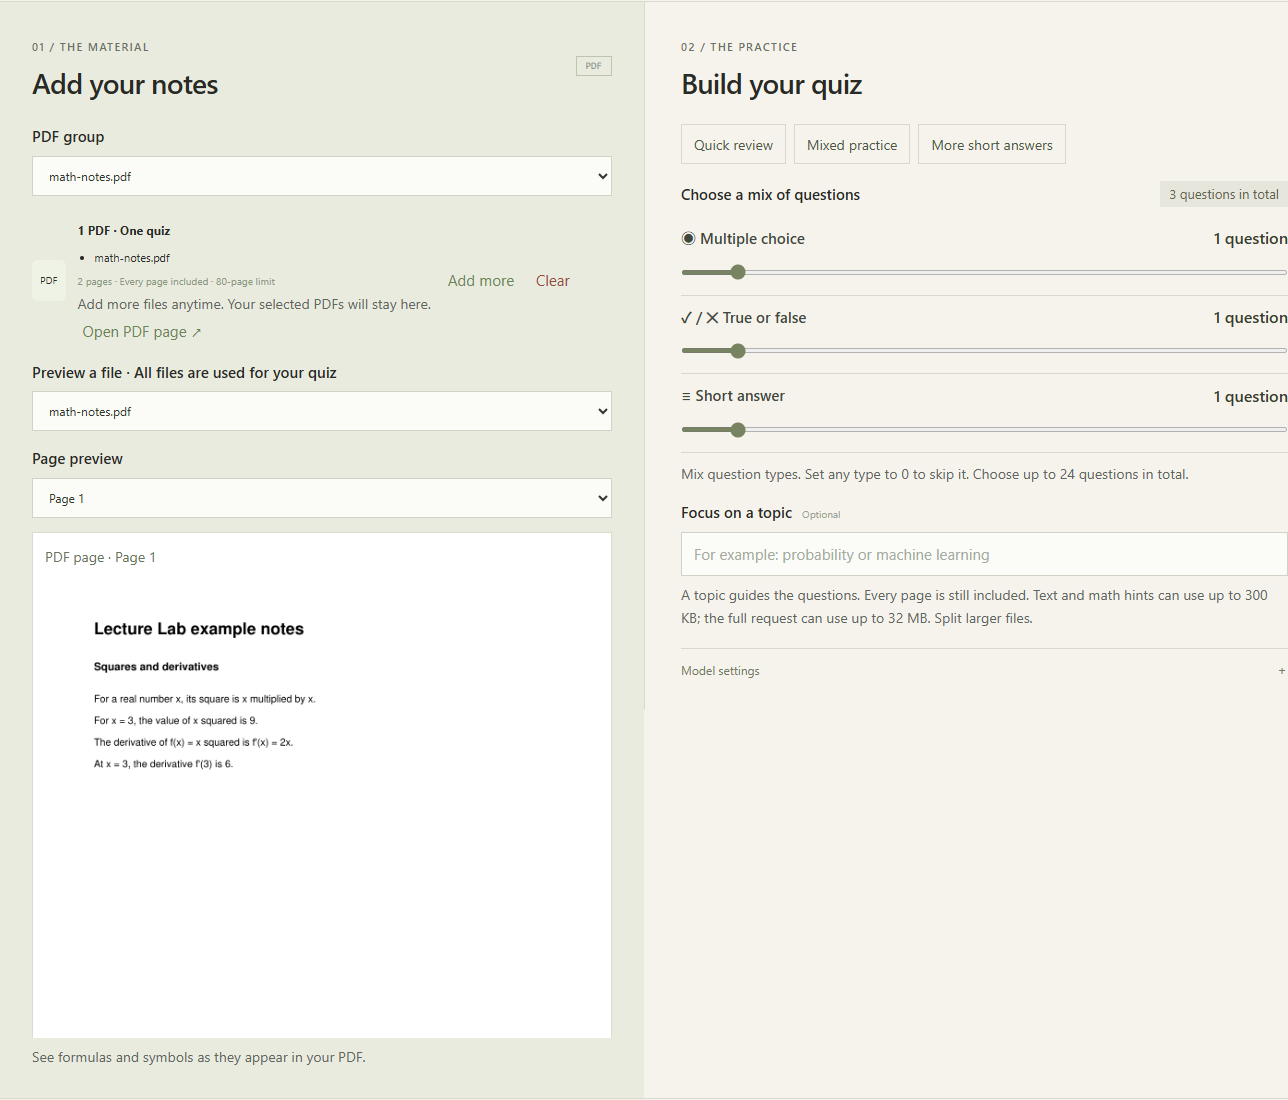 01 / THE MATERIAL
PDF
Add your notes
PDF group
math-notes.pdf
1 PDF · One quiz
• math-notes.pdf
PDF
2 pages · Every page included · 80-page limit
Add more
Clear
Add more files anytime. Your selected PDFs will stay here.
Open PDF page ↗
Preview a file · All files are used for your quiz
math-notes.pdf
Page preview
Page 1
PDF page · Page 1
Lecture Lab example notes
Squares and derivatives
For a real number x, its square is x multiplied by x.
For x = 3, the value of x squared is 9.
The derivative of f(x) = x squared is f'(x) = 2x.
At x = 3, the derivative f'(3) is 6.
See formulas and symbols as they appear in your PDF.
02 / THE PRACTICE
Build your quiz
Quick review
Mixed practice
More short answers
Choose a mix of questions
3 questions in total
◉ Multiple choice
1 question
✓ / ✕ True or false
1 question
≡ Short answer
1 question
Mix question types. Set any type to 0 to skip it. Choose up to 24 questions in total.
Focus on a topic Optional
For example: probability or machine learning
A topic guides the questions. Every page is still included. Text and math hints can use up to 300
KB; the full request can use up to 32 MB. Split larger files.
Model settings
+